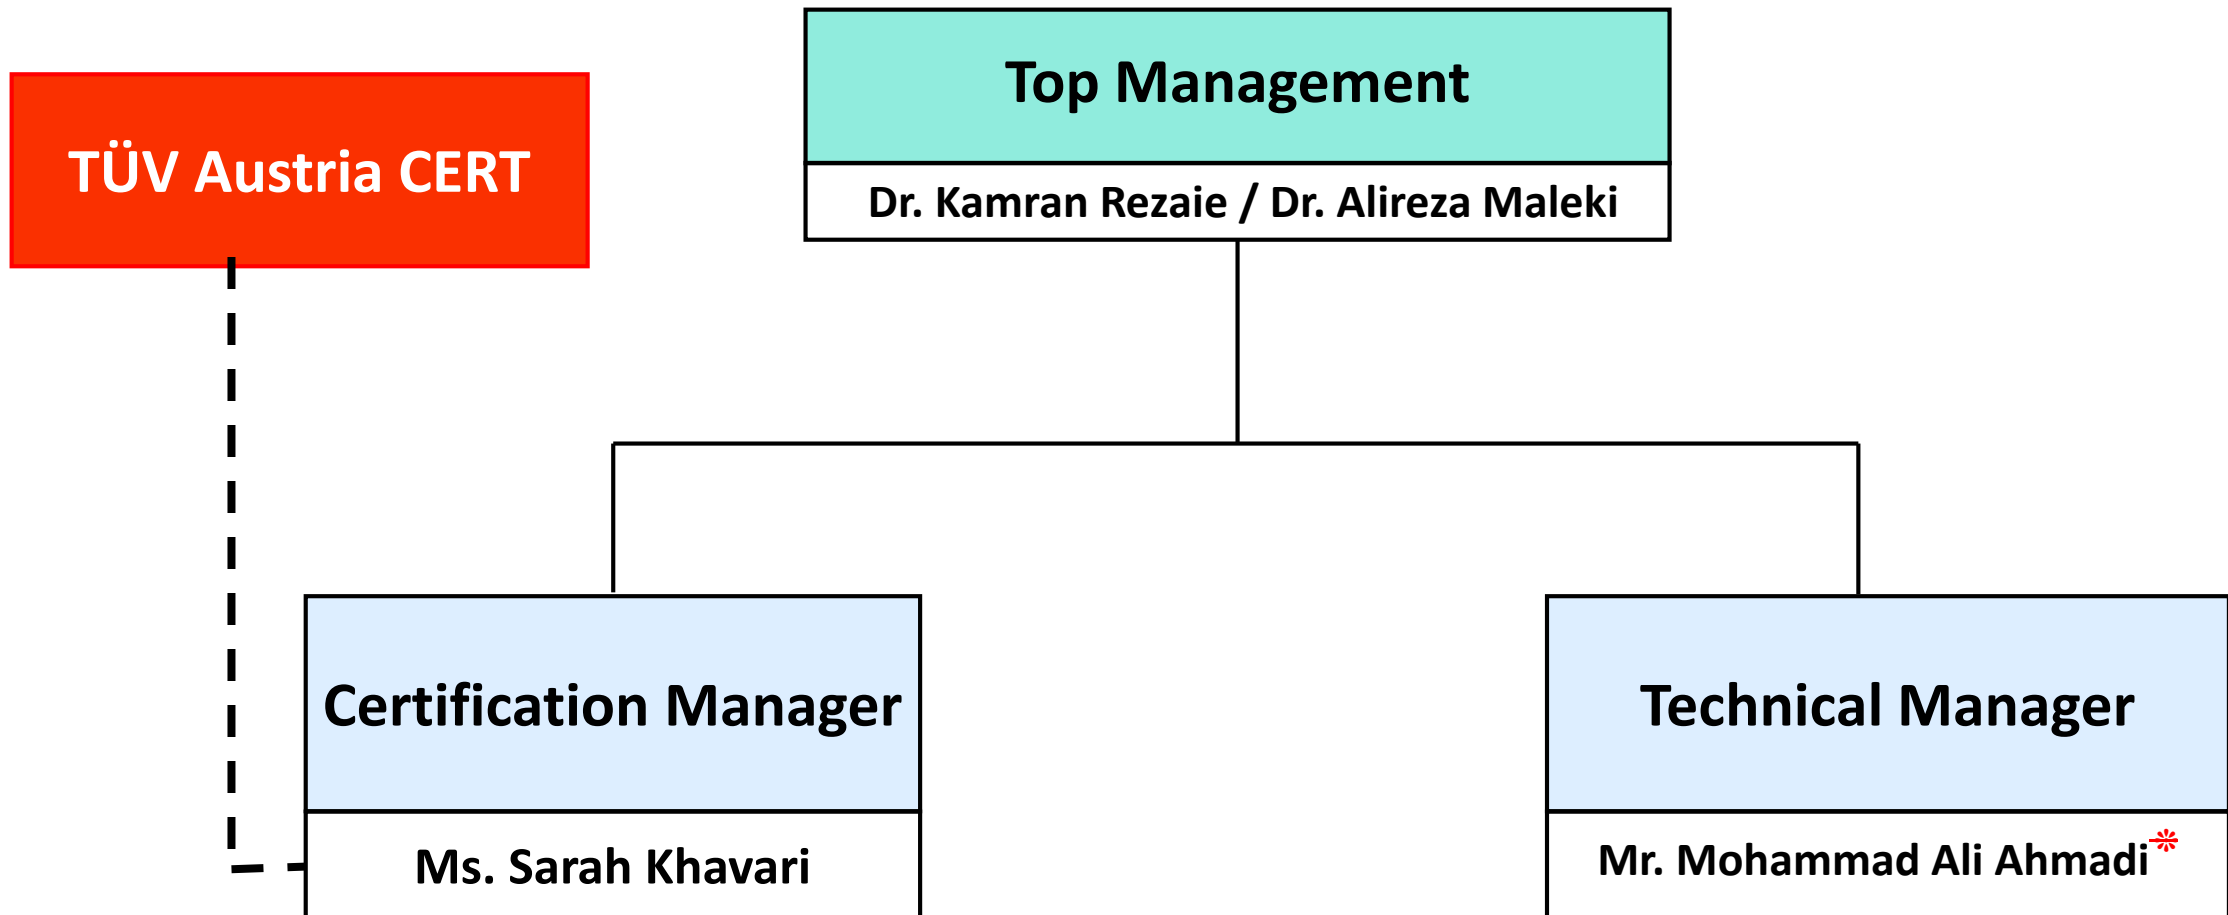 Top Management
TÜV Austria CERT
Dr. Kamran Rezaie / Dr. Alireza Maleki
Certification Manager
Technical Manager
Ms. Sarah Khavari
Mr. Mohammad Ali Ahmadi*